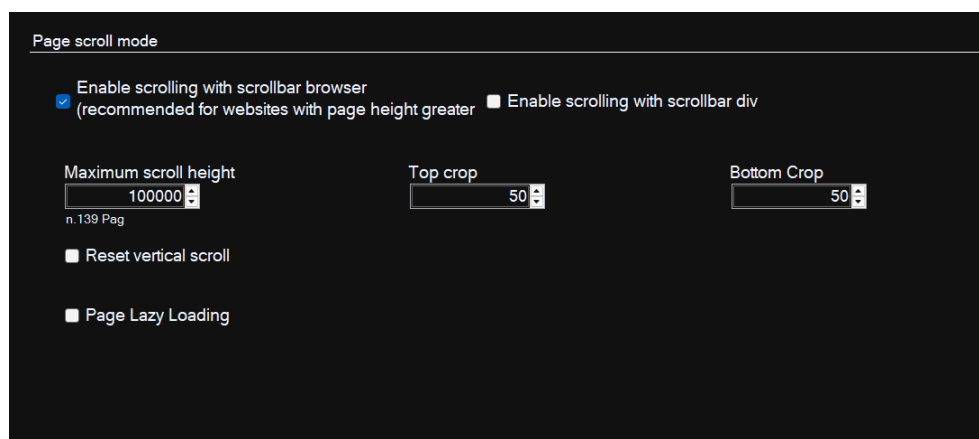 Page scroll mode
Enable scrolling with scrollbar browser
(recommended for websites with page height greater
Enable scrolling with scrollbar div
Maximum scroll height
100000
n.139 Pag
Top crop
50
Bottom Crop
50
Reset vertical scroll
Page Lazy Loading